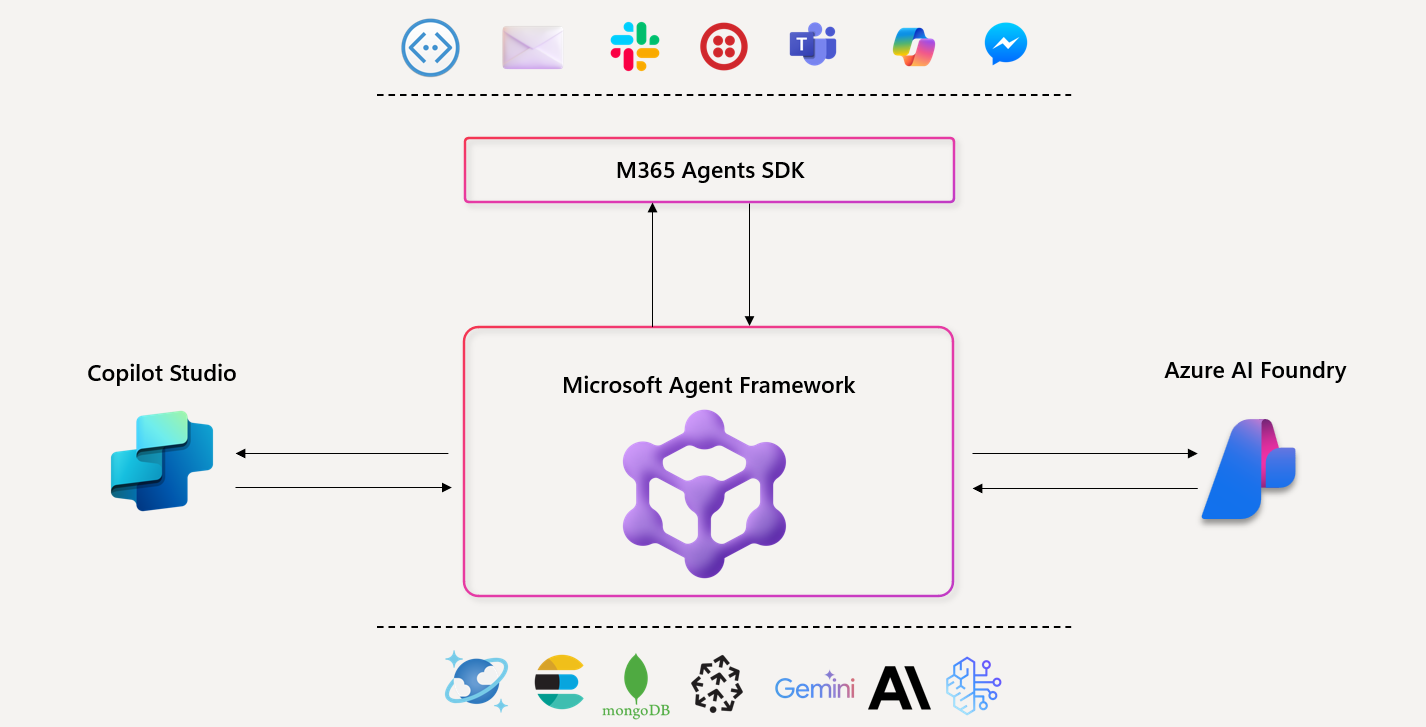 M365 Agents SDK
Copilot Studio
Microsoft Agent Framework
Azure AI Foundry
mongoDB
Gemini